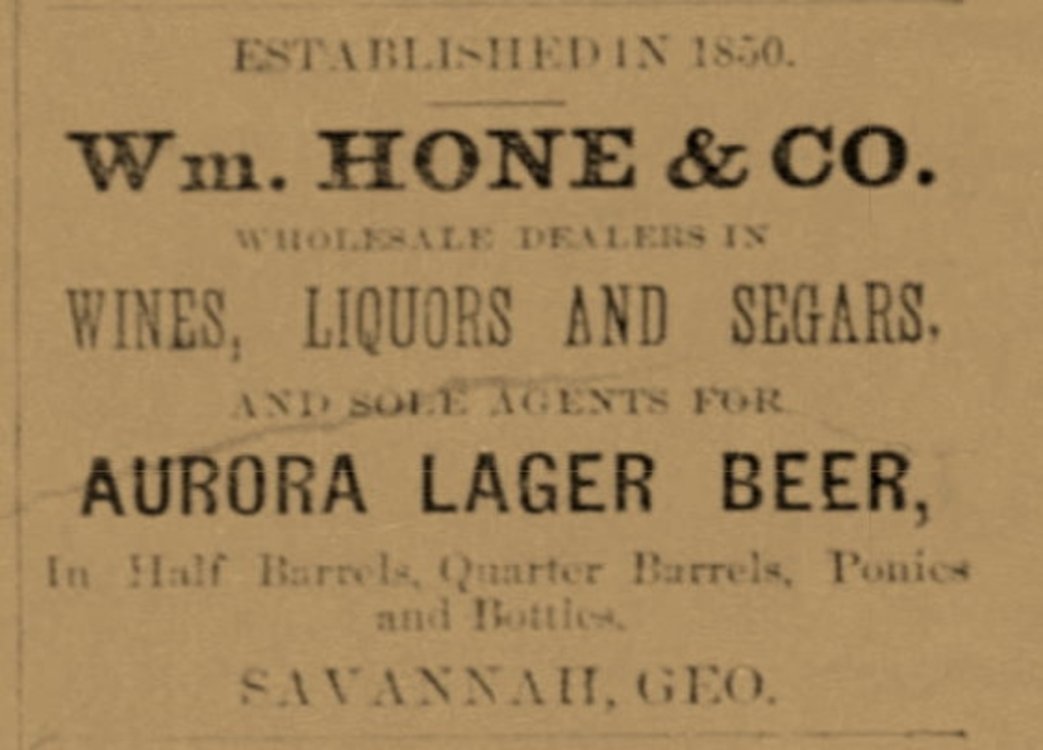 ESTABLISHED IN 1850.
Wm. HONE & CO.
WHOLESALE DEALERS IN
WINES, LIQUORS AND SEGARS,
AND SOLE AGENTS FOR
AURORA LAGER BEER,
In Half Barrels, Quarter Barrels, Ponies
and Bottles.
SAVANNAH, GEO.